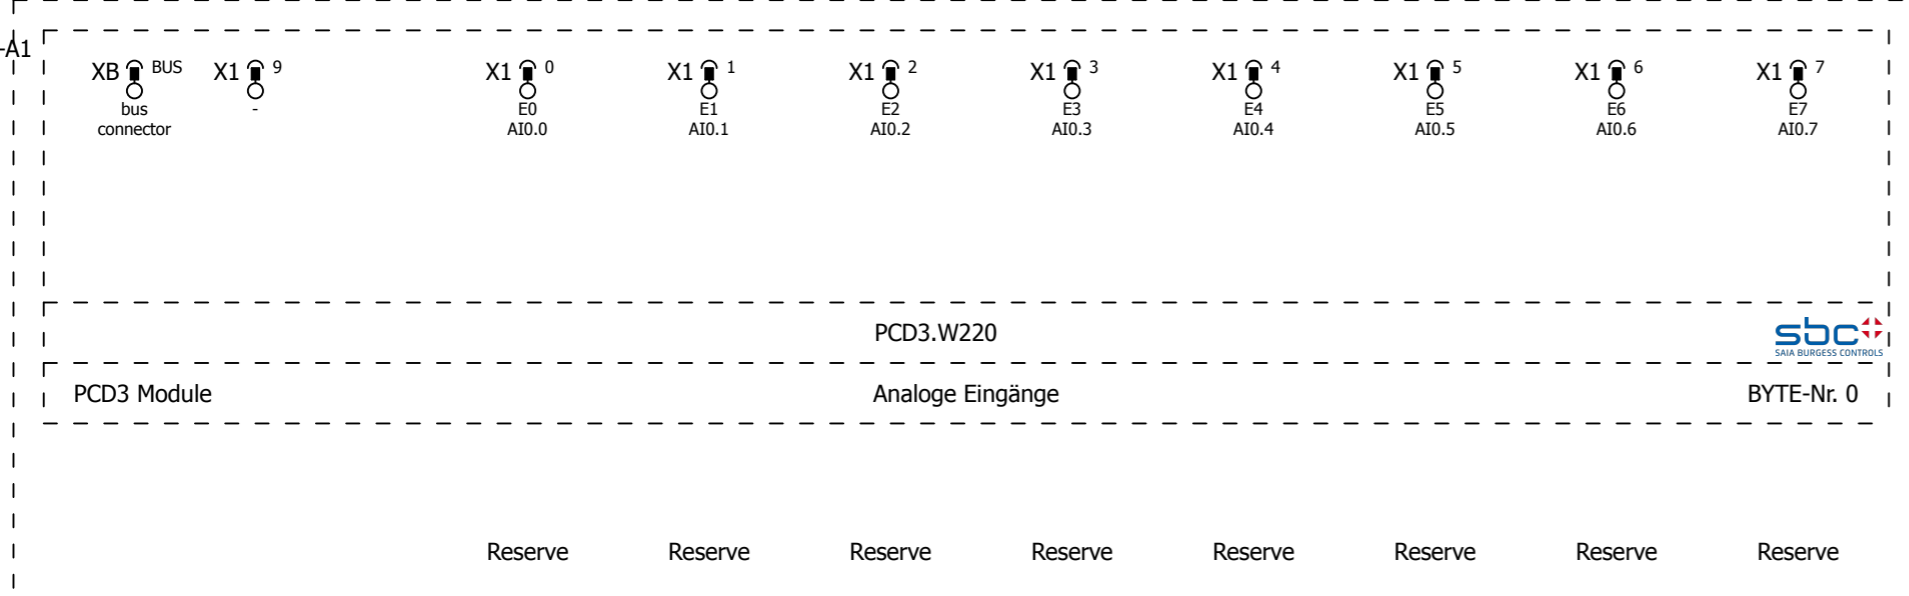 -A1
XB BUS X1 9 X1 0 X1 1 X1 2 X1 3 X1 4 X1 5 X1 6 X1 7
bus - E0 E1 E2 E3 E4 E5 E6 E7
connector AI0.0 AI0.1 AI0.2 AI0.3 AI0.4 AI0.5 AI0.6 AI0.7
PCD3.W220 sbc
SAIA BURGESS CONTROLS
PCD3 Module Analoge Eingänge BYTE-Nr. 0
Reserve Reserve Reserve Reserve Reserve Reserve Reserve Reserve